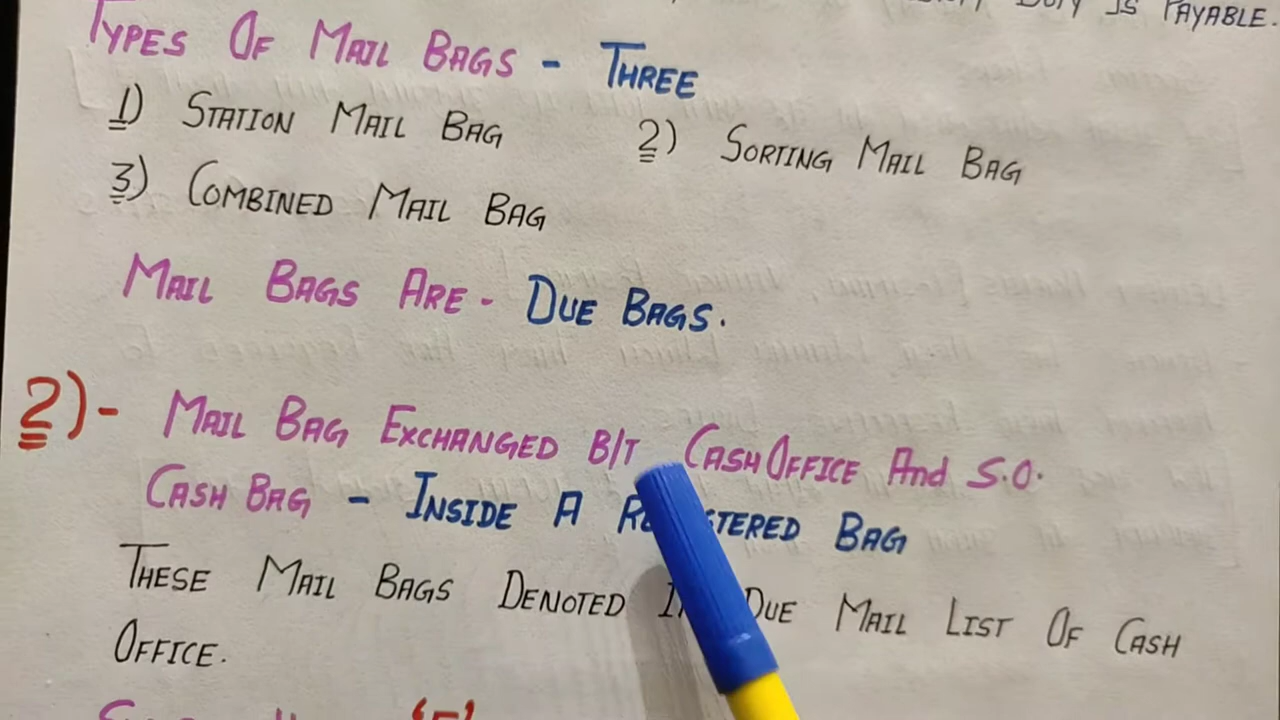 DUTY IS PAYABLE.
TYPES OF MAIL BAGS - THREE
1) STATION MAIL BAG 2) SORTING MAIL BAG
3) COMBINED MAIL BAG
MAIL BAGS ARE - DUE BAGS.
2)- MAIL BAG EXCHANGED B/T CASH OFFICE And S.O.
CASH BAG - INSIDE A REGISTERED BAG
THESE MAIL BAGS DENOTED IN DUE MAIL LIST OF CASH
OFFICE.